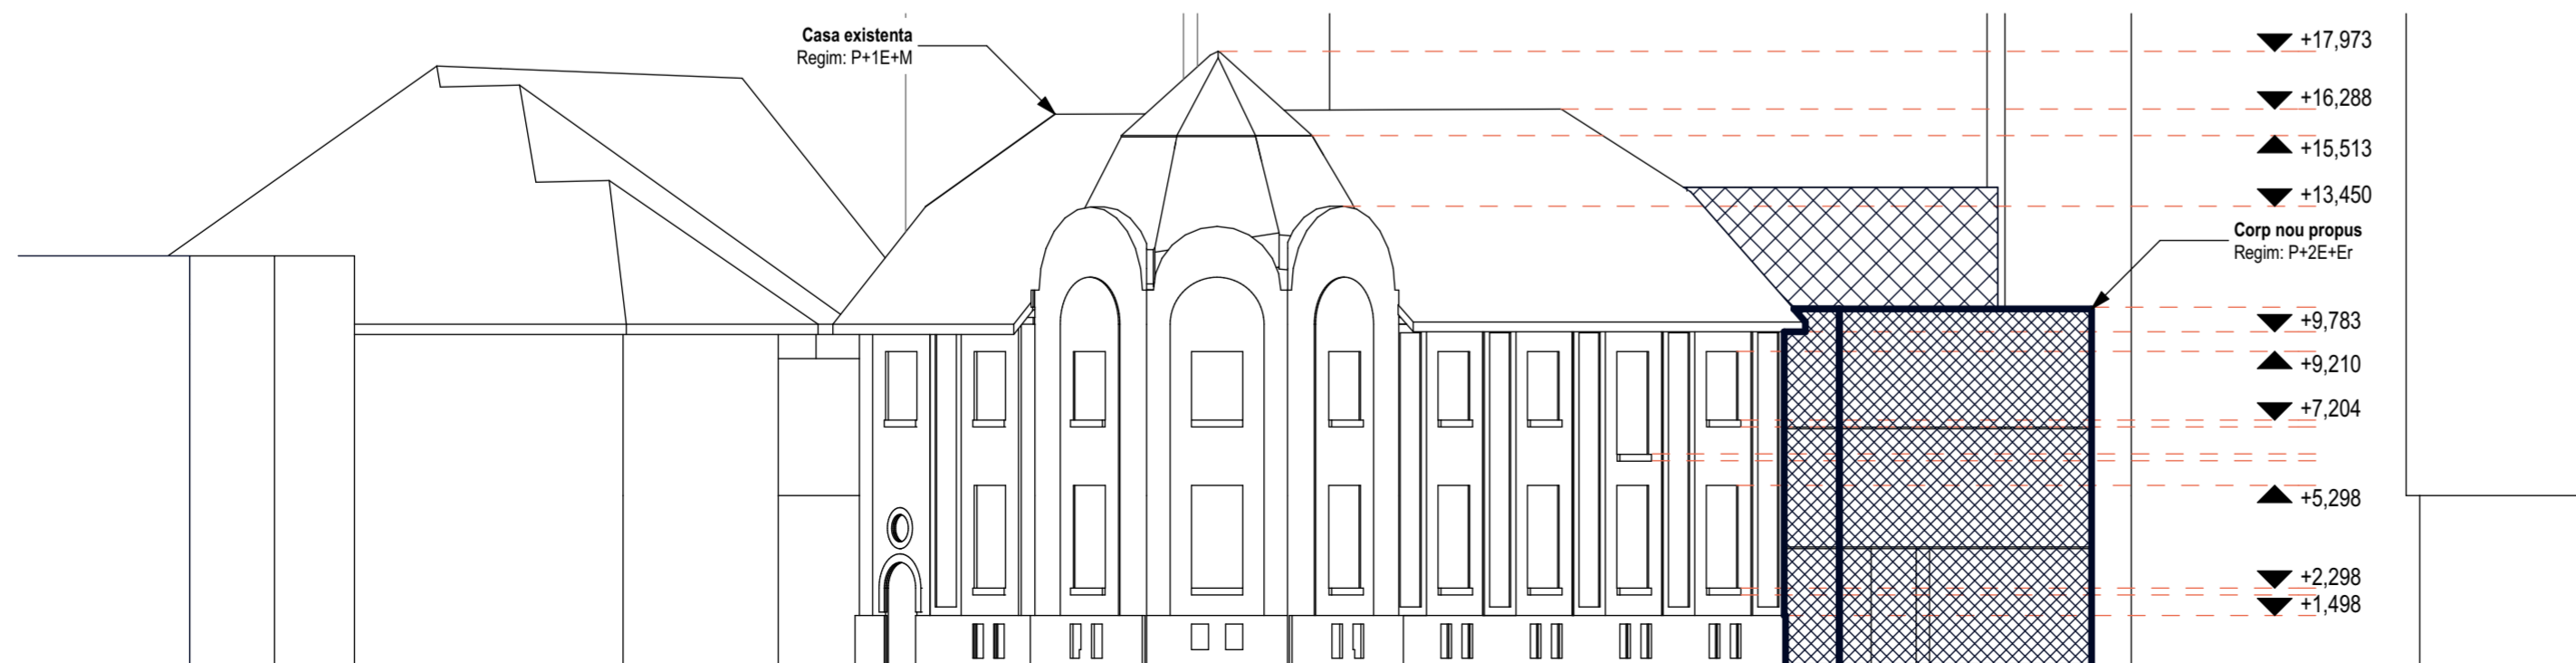 Casa existenta
Regim: P+1E+M
+17,973
+16,288
+15,513
+13,450
Corp nou propus
Regim: P+2E+Er
+9,783
+9,210
+7,204
+5,298
+2,298
+1,498